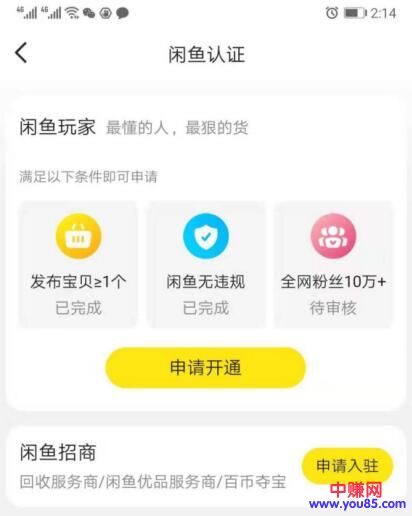 4G 4G 2:14
闲鱼认证
闲鱼玩家 最懂的人，最狠的货
满足以下条件即可申请
发布宝贝≥1个 闲鱼无违规 全网粉丝10万+
已完成 已完成 待审核
申请开通
闲鱼招商
回收服务商/闲鱼优品服务商/百币夺宝
申请入驻
中赚网
www.you85.com